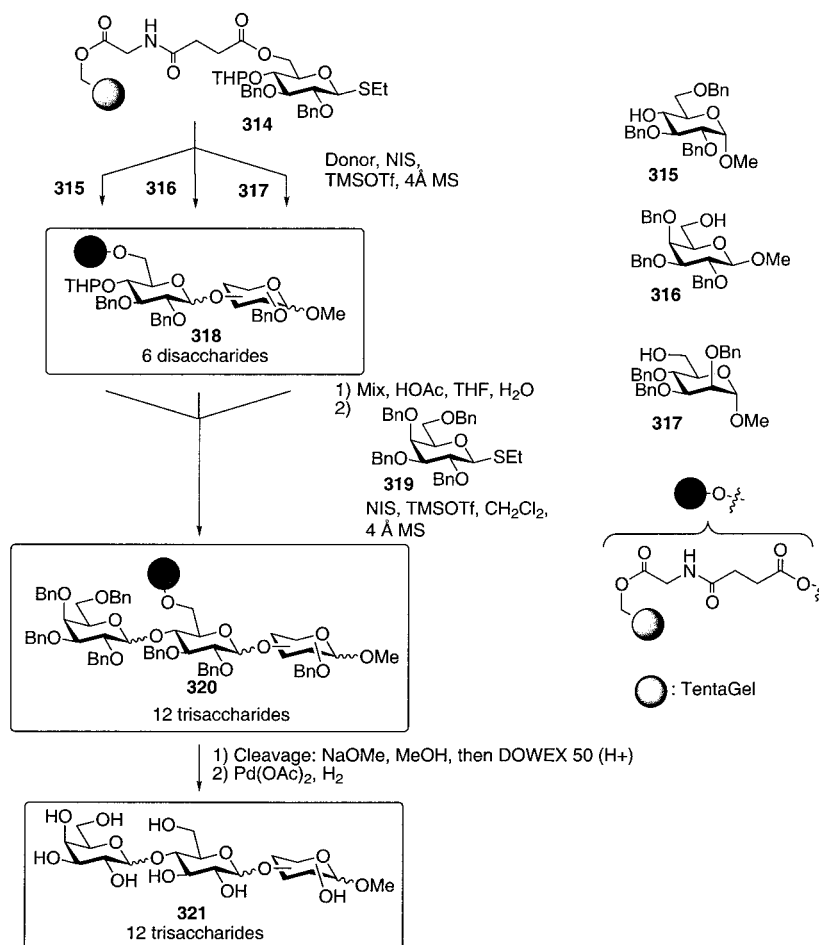 O
O
H
N
O
O
O
THPO
BnO
BnO
O
SEt
314
315
316
317
Donor, NIS,
TMSOTf, 4Å MS
O
THPO
BnO
BnO
O
O
O
BnO
OMe
318
6 disaccharides
1) Mix, HOAc, THF, H2O
2)
BnO
OBn
O
BnO
SEt
BnO
319
NIS, TMSOTf, CH2Cl2,
4 Å MS
BnO
OBn
O
O
BnO
O
O
BnO
BnO
BnO
O
O
OMe
BnO
320
12 trisaccharides
1) Cleavage: NaOMe, MeOH, then DOWEX 50 (H+)
2) Pd(OAc)2, H2
HO
OH
HO
O
O
HO
O
OH
HO
OH
O
O
OMe
OH
321
12 trisaccharides
OBn
HO
O
BnO
BnO
OMe
315
BnO
OH
O
BnO
OMe
BnO
316
HO
OBn
BnO
O
BnO
OMe
317
O
O
O
H
N
O
O
O
: TentaGel